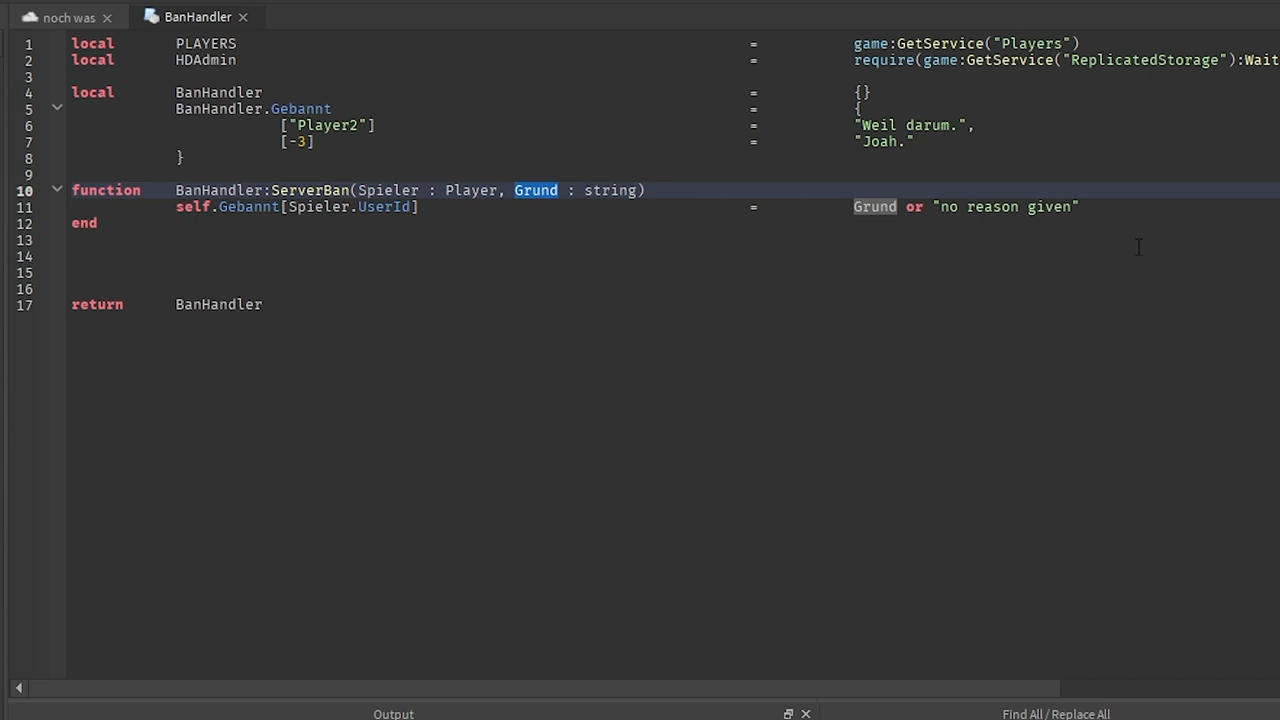 noch was
BanHandler
1 local PLAYERS = game:GetService("Players")
2 local HDAdmin = require(game:GetService("ReplicatedStorage"):Wait
3
4 local BanHandler = {}
5 BanHandler.Gebannt = {
6 ["Player2"] = "Weil darum.",
7 [-3] = "Joah."
8 }
9
10 function BanHandler:ServerBan(Spieler : Player, Grund : string)
11 self.Gebannt[Spieler.UserId] = Grund or "no reason given"
12 end
13
14
15
16
17 return BanHandler
Output
Find All / Replace All